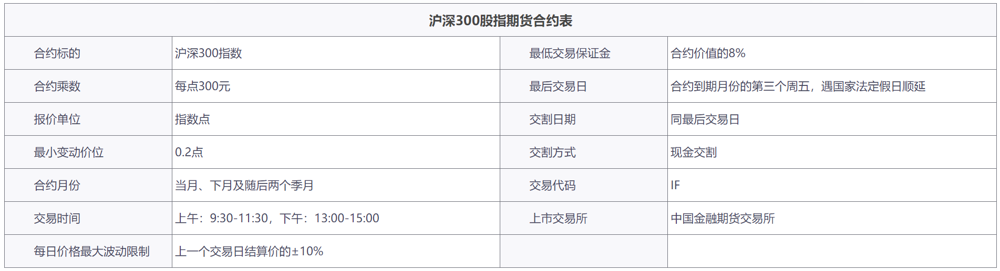 沪深300股指期货合约表
合约标的 沪深300指数 最低交易保证金 合约价值的8%
合约乘数 每点300元 最后交易日 合约到期月份的第三个周五，遇国家法定假日顺延
报价单位 指数点 交割日期 同最后交易日
最小变动价位 0.2点 交割方式 现金交割
合约月份 当月、下月及随后两个季月 交易代码 IF
交易时间 上午：9:30-11:30，下午：13:00-15:00 上市交易所 中国金融期货交易所
每日价格最大波动限制 上一个交易日结算价的±10%